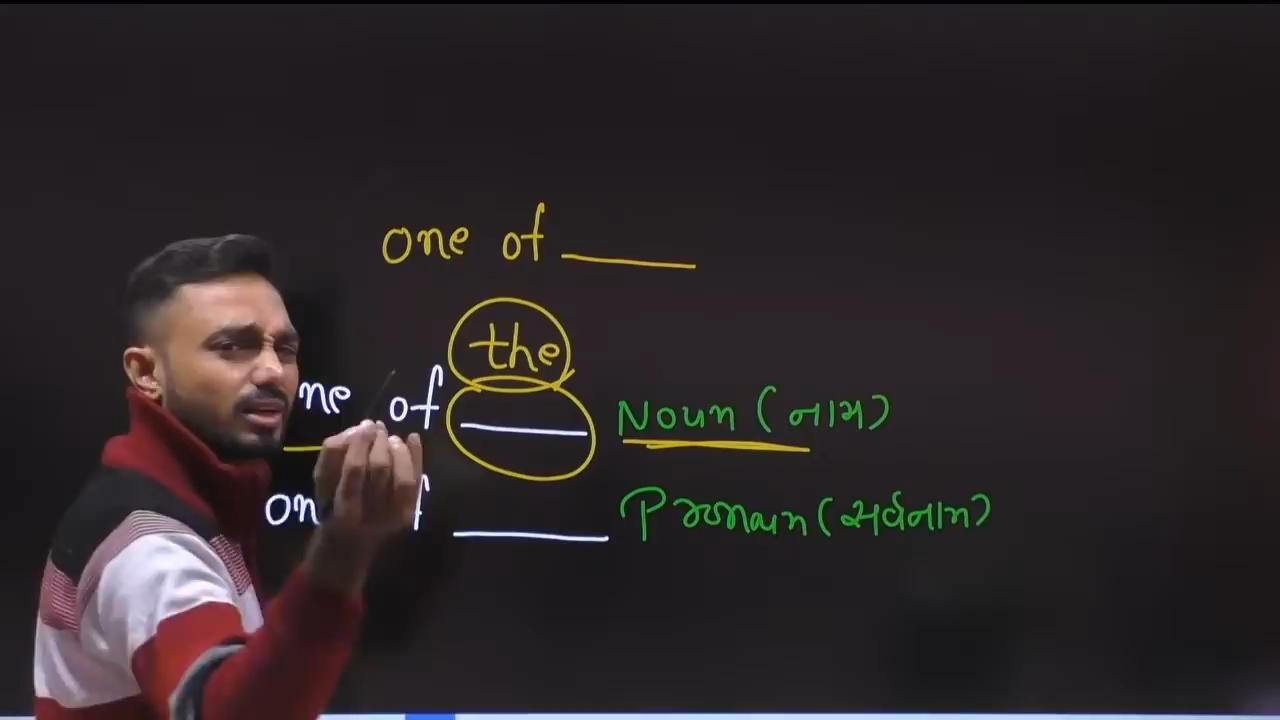 one of ____
the
ne of ____ Noun (નામ)
on f ____ Pronoun (સર્વનામ)